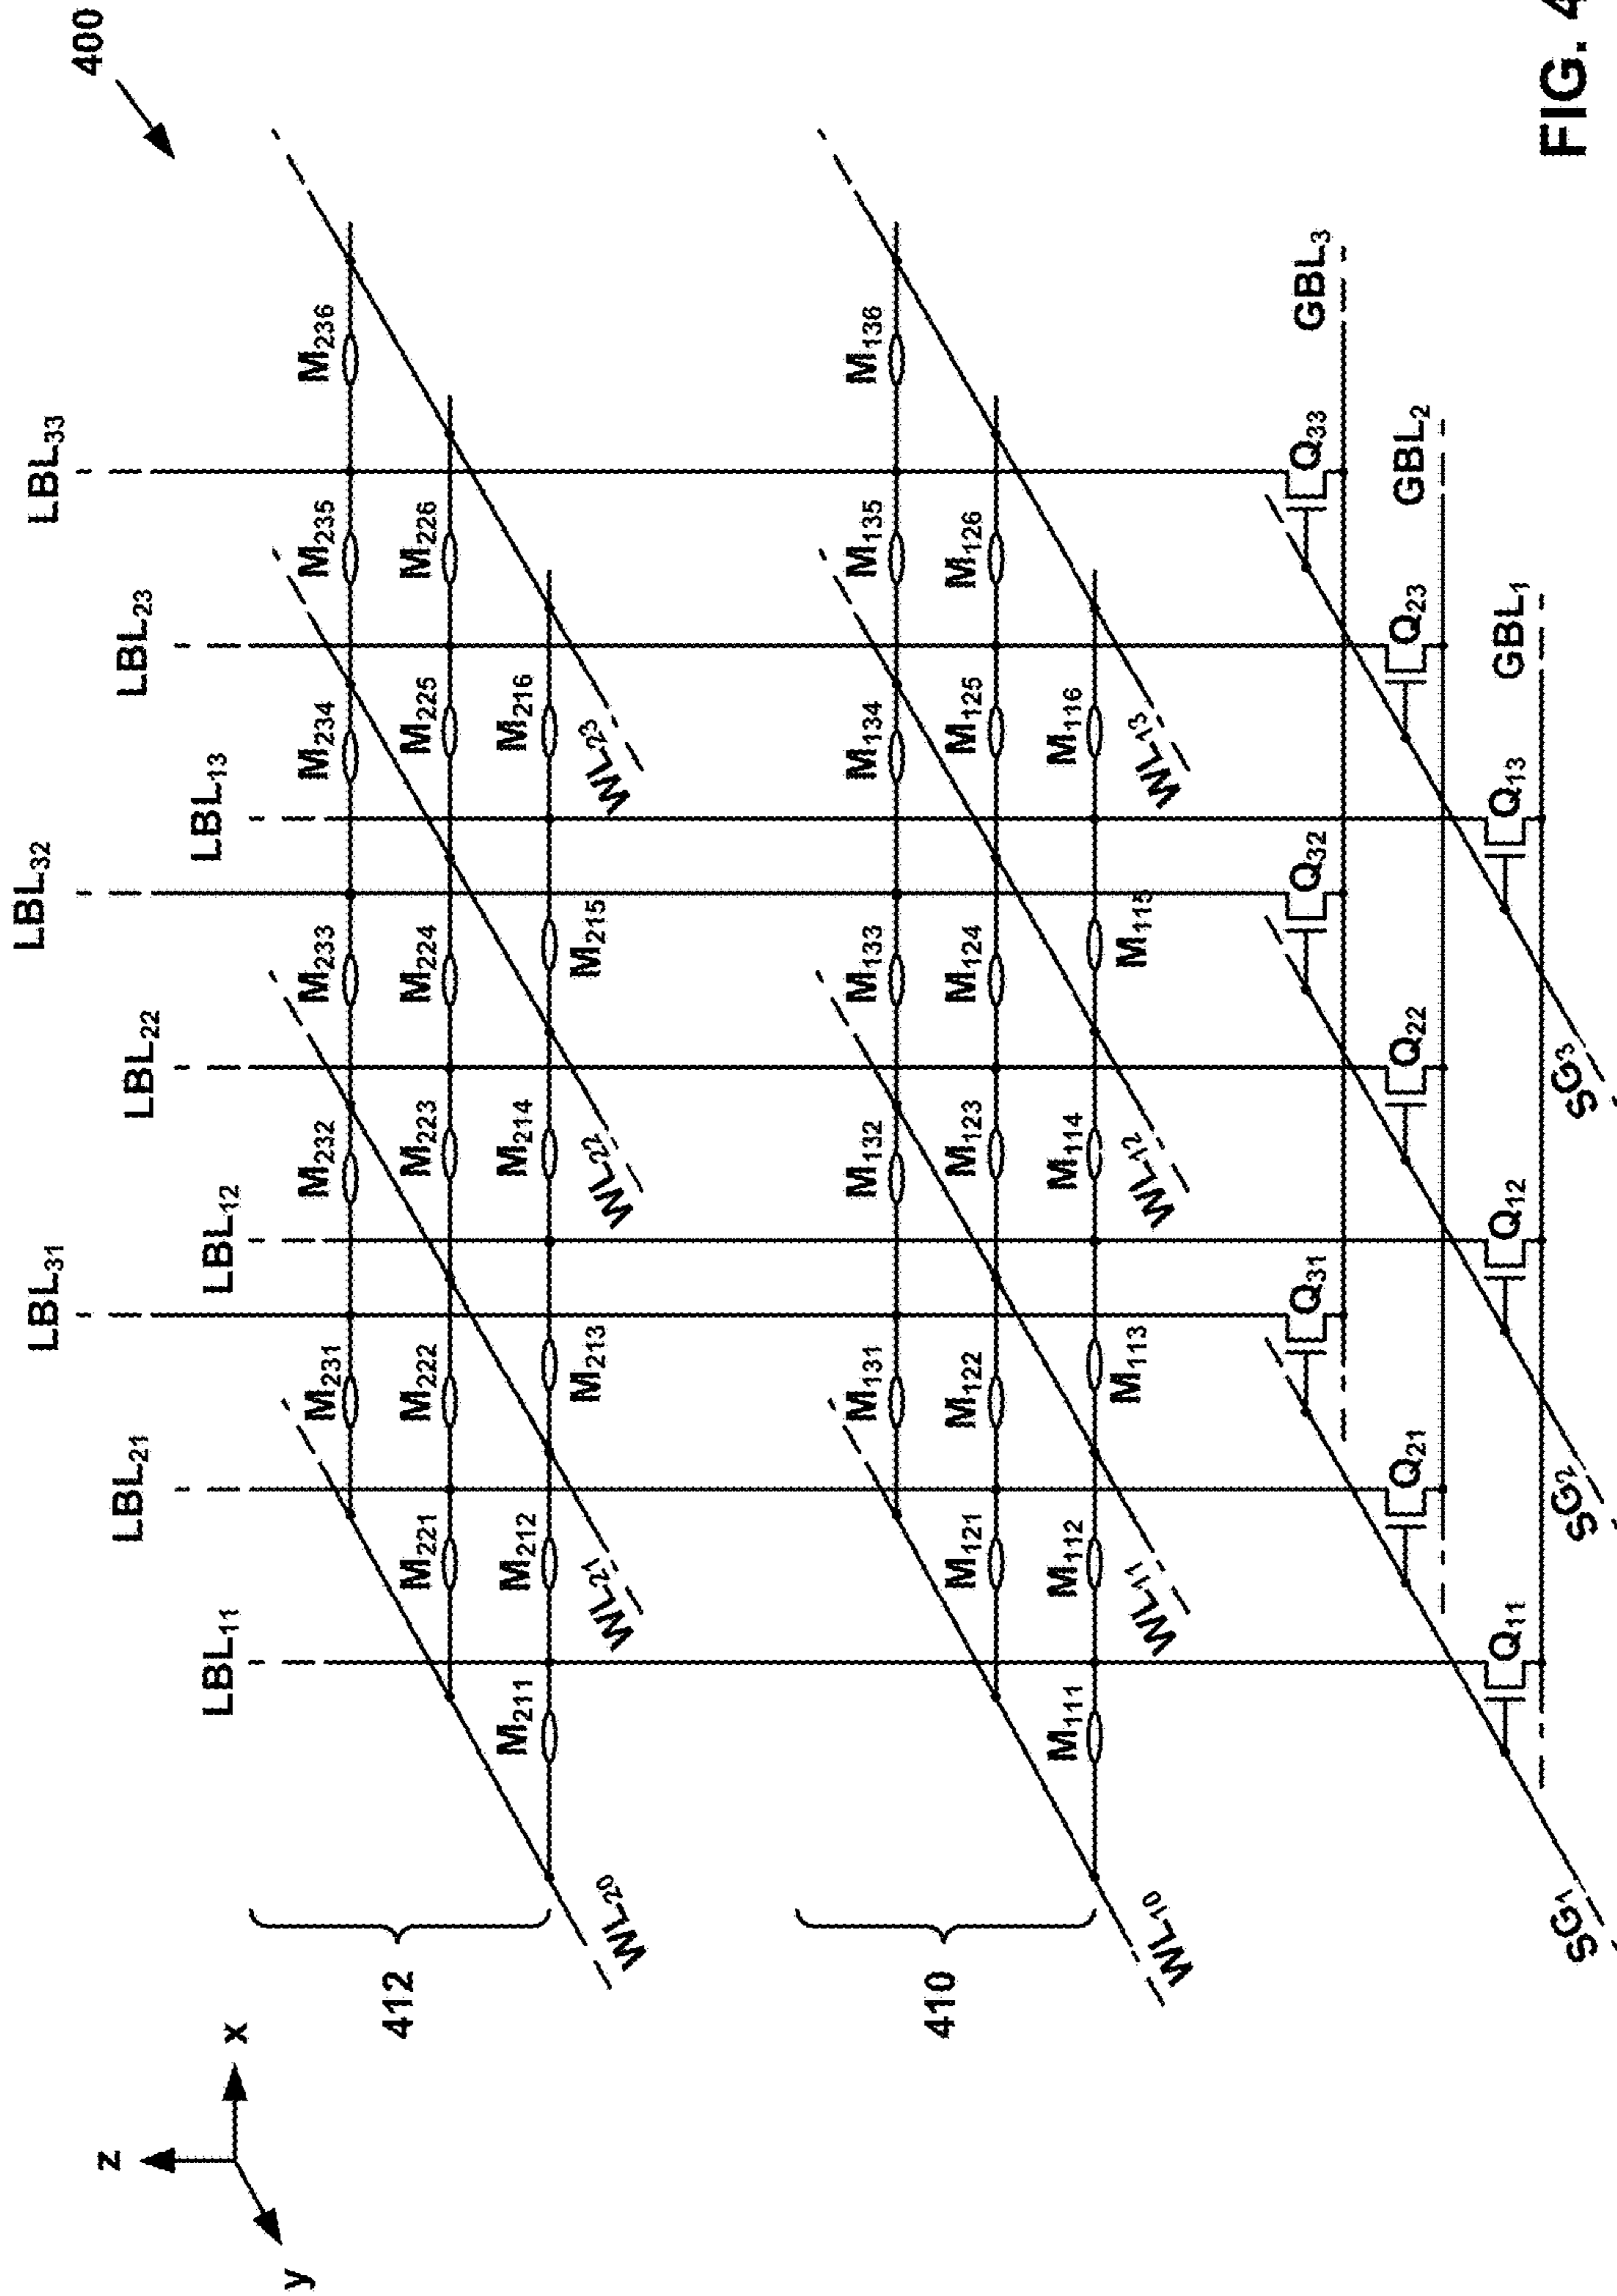 400
LBL₃₁ LBL₃₂ LBL₃₃
LBL₂₁ LBL₂₂ LBL₂₃
LBL₁₁ LBL₁₂ LBL₁₃
z
x
y
412
M₂₃₁ M₂₃₂ M₂₃₃ M₂₃₄ M₂₃₅ M₂₃₆
M₂₂₁ M₂₂₂ M₂₂₃ M₂₂₄ M₂₂₅ M₂₂₆
M₂₁₁ M₂₁₂ M₂₁₃ M₂₁₄ M₂₁₅ M₂₁₆
WL₂₀ WL₂₁ WL₂₂ WL₂₃
410
M₁₃₁ M₁₃₂ M₁₃₃ M₁₃₄ M₁₃₅ M₁₃₆
M₁₂₁ M₁₂₂ M₁₂₃ M₁₂₄ M₁₂₅ M₁₂₆
M₁₁₁ M₁₁₂ M₁₁₃ M₁₁₄ M₁₁₅ M₁₁₆
WL₁₀ WL₁₁ WL₁₂ WL₁₃
Q₃₁ Q₃₂ Q₃₃ GBL₃
Q₂₁ Q₂₂ Q₂₃ GBL₂
Q₁₁ Q₁₂ Q₁₃ GBL₁
SG₁ SG₂ SG₃
FIG. 4